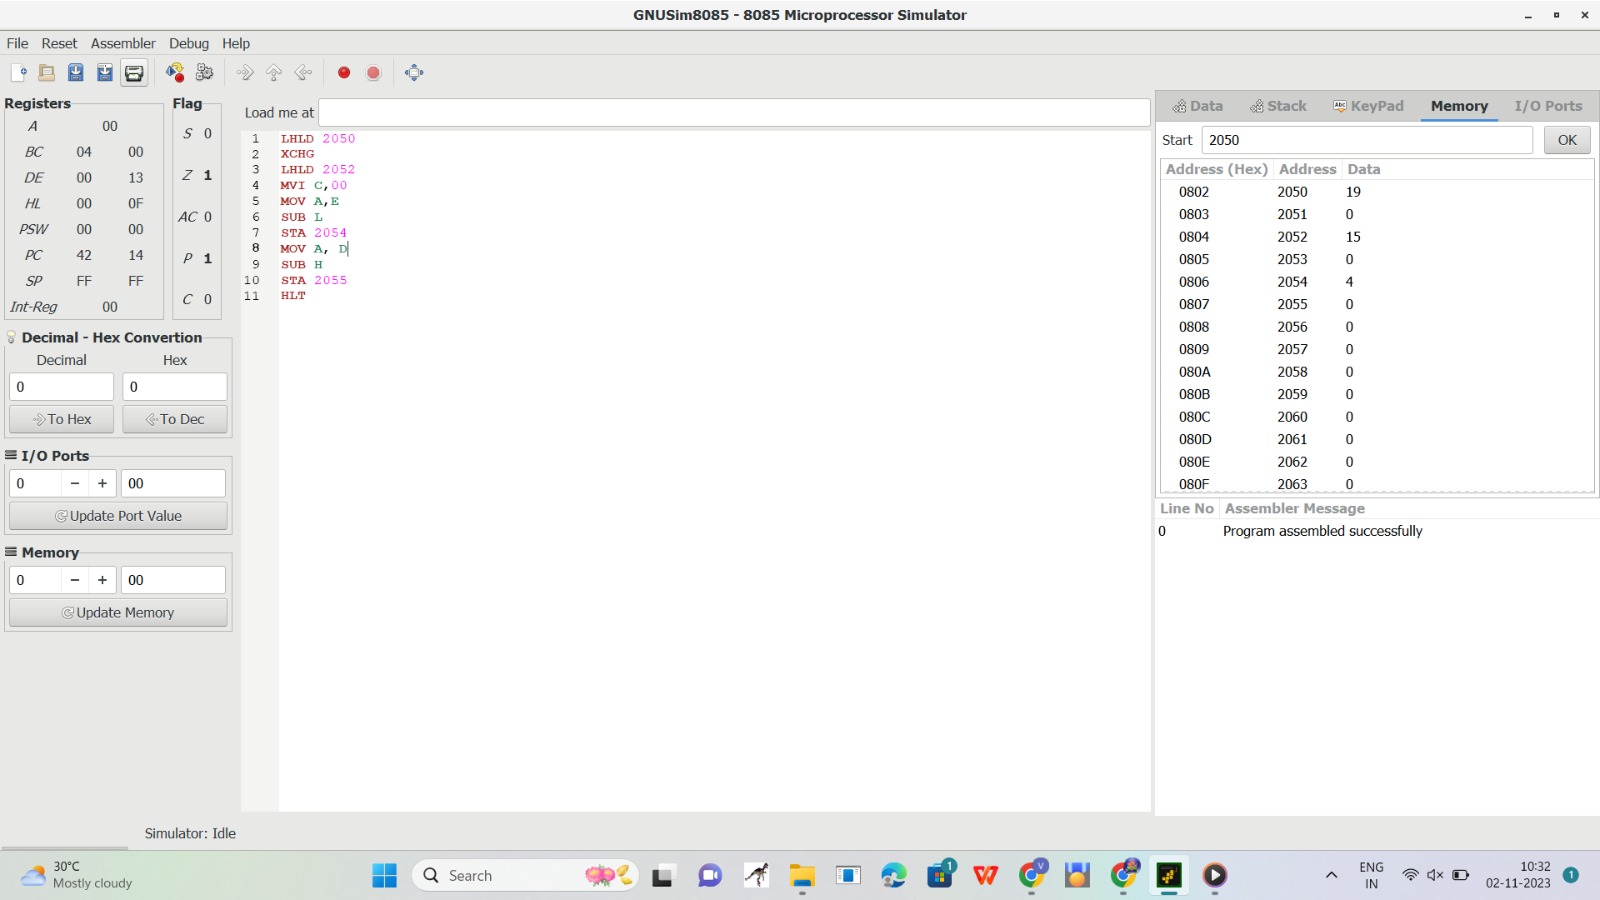 GNUSim8085 - 8085 Microprocessor Simulator
File Reset Assembler Debug Help
Registers
A 00
BC 04 00
DE 00 13
HL 00 0F
PSW 00 00
PC 42 14
SP FF FF
Int-Reg 00
Flag
S 0
Z 1
AC 0
P 1
C 0
Decimal - Hex Convertion
Decimal Hex
0 0
To Hex To Dec
I/O Ports
0 - + 00
Update Port Value
Memory
0 - + 00
Update Memory
Load me at
1 LHLD 2050
2 XCHG
3 LHLD 2052
4 MVI C,00
5 MOV A,E
6 SUB L
7 STA 2054
8 MOV A, D
9 SUB H
10 STA 2055
11 HLT
Data Stack KeyPad Memory I/O Ports
Start 2050 OK
Address (Hex) Address Data
0802 2050 19
0803 2051 0
0804 2052 15
0805 2053 0
0806 2054 4
0807 2055 0
0808 2056 0
0809 2057 0
080A 2058 0
080B 2059 0
080C 2060 0
080D 2061 0
080E 2062 0
080F 2063 0
Line No Assembler Message
0 Program assembled successfully
Simulator: Idle
30°C
Mostly cloudy
Search
1
V
ENG
IN
10:32
02-11-2023
1